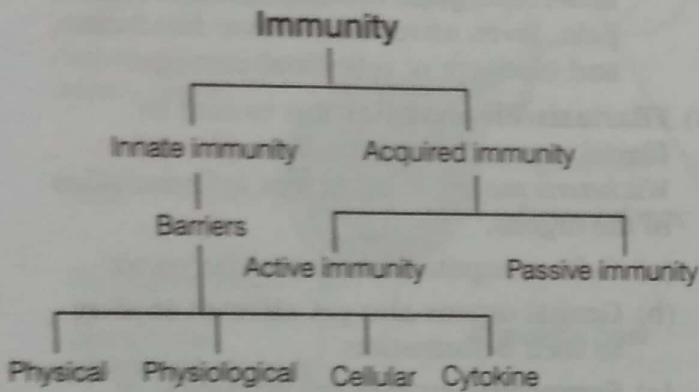 Immunity
Innate immunity Acquired immunity
Barriers
Active immunity Passive immunity
Physical Physiological Cellular Cytokine